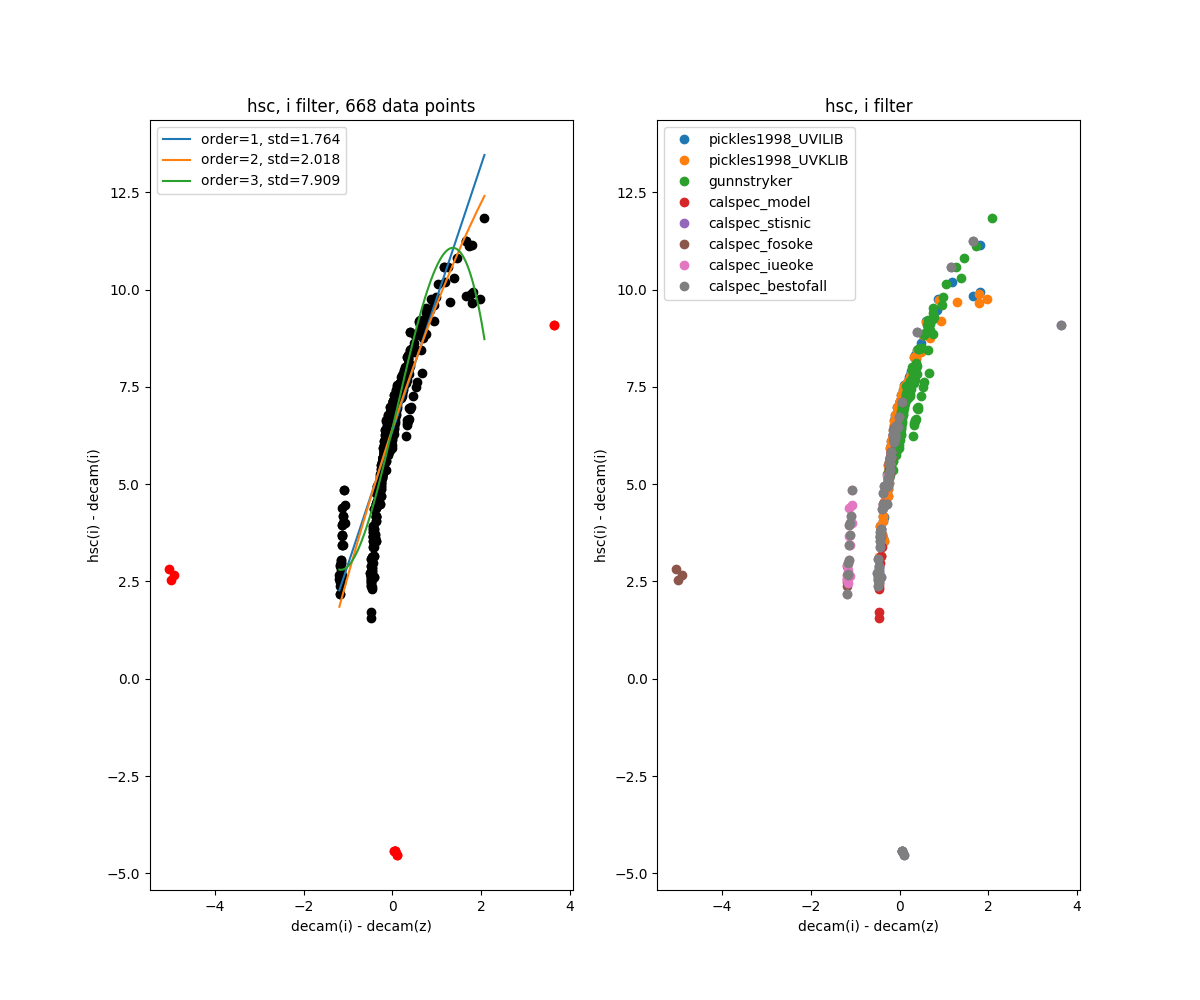 hsc, i filter, 668 data points
order=1, std=1.764
order=2, std=2.018
order=3, std=7.909
12.5
10.0
7.5
5.0
2.5
0.0
−2.5
−5.0
hsc(i) - decam(i)
−4
−2
0
2
4
decam(i) - decam(z)
hsc, i filter
pickles1998_UVILIB
pickles1998_UVKLIB
gunnstryker
calspec_model
calspec_stisnic
calspec_fosoke
calspec_iueoke
calspec_bestofall
12.5
10.0
7.5
5.0
2.5
0.0
−2.5
−5.0
hsc(i) - decam(i)
−4
−2
0
2
4
decam(i) - decam(z)